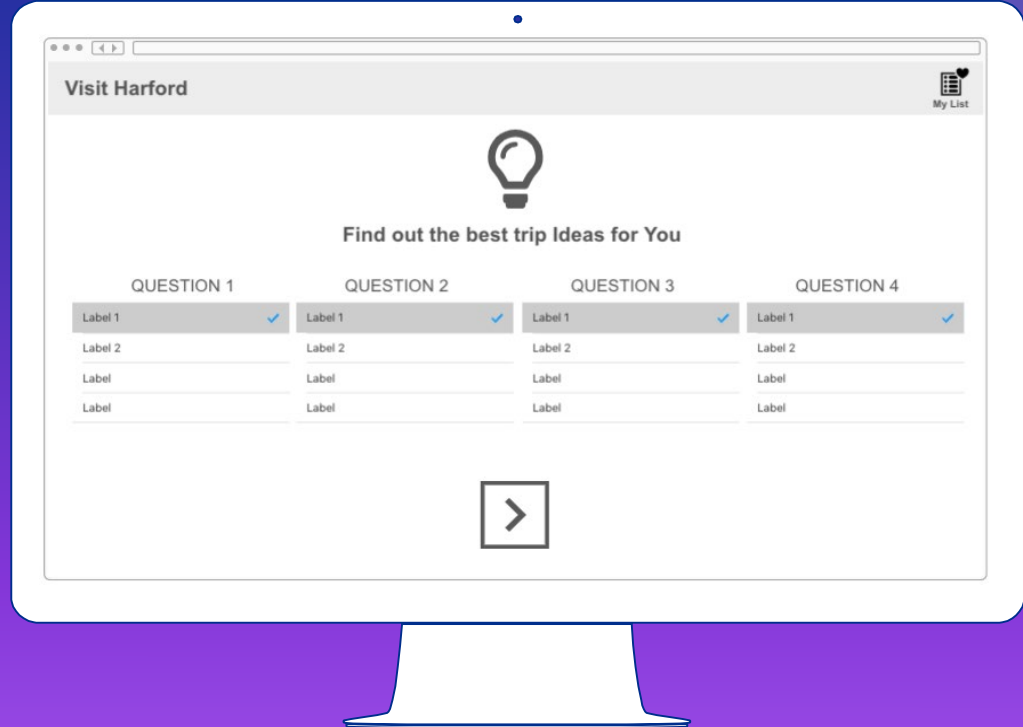 Visit Harford
My List
Find out the best trip Ideas for You
QUESTION 1
Label 1
Label 2
Label
Label
QUESTION 2
Label 1
Label 2
Label
Label
QUESTION 3
Label 1
Label 2
Label
Label
QUESTION 4
Label 1
Label 2
Label
Label